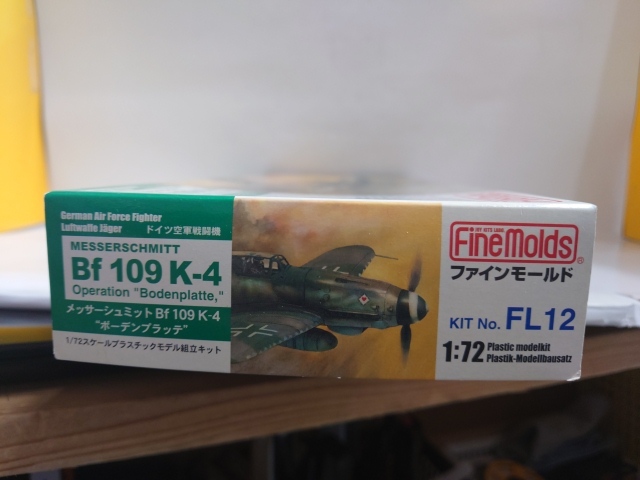 German Air Force Fighter
Luftwaffe Jäger ドイツ空軍戦闘機
MESSERSCHMITT
Bf 109 K-4
Operation "Bodenplatte,"
メッサーシュミット Bf 109 K-4
"ボーデンプラッテ"
1/72スケールプラスチックモデル組立キット
FineMolds®
ファインモールド
KIT No. FL12
1:72 Plastic modelkit
Plastik-Modellbausatz